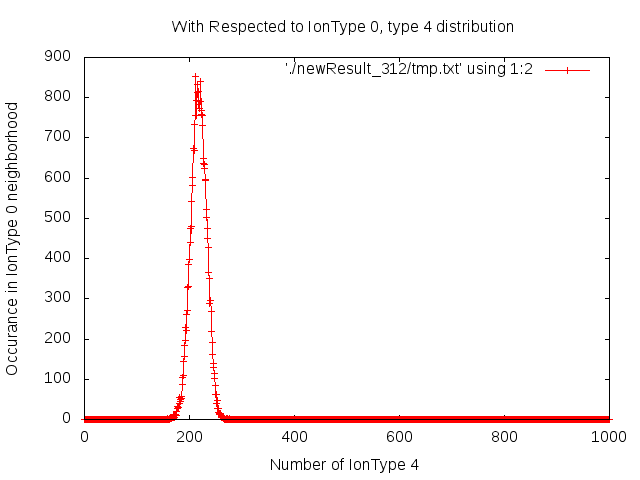 With Respected to IonType 0, type 4 distribution
'./newResult_312/tmp.txt' using 1:2
900
800
700
600
500
400
300
200
100
0
Occurance in IonType 0 neighborhood
0 200 400 600 800 1000
Number of IonType 4